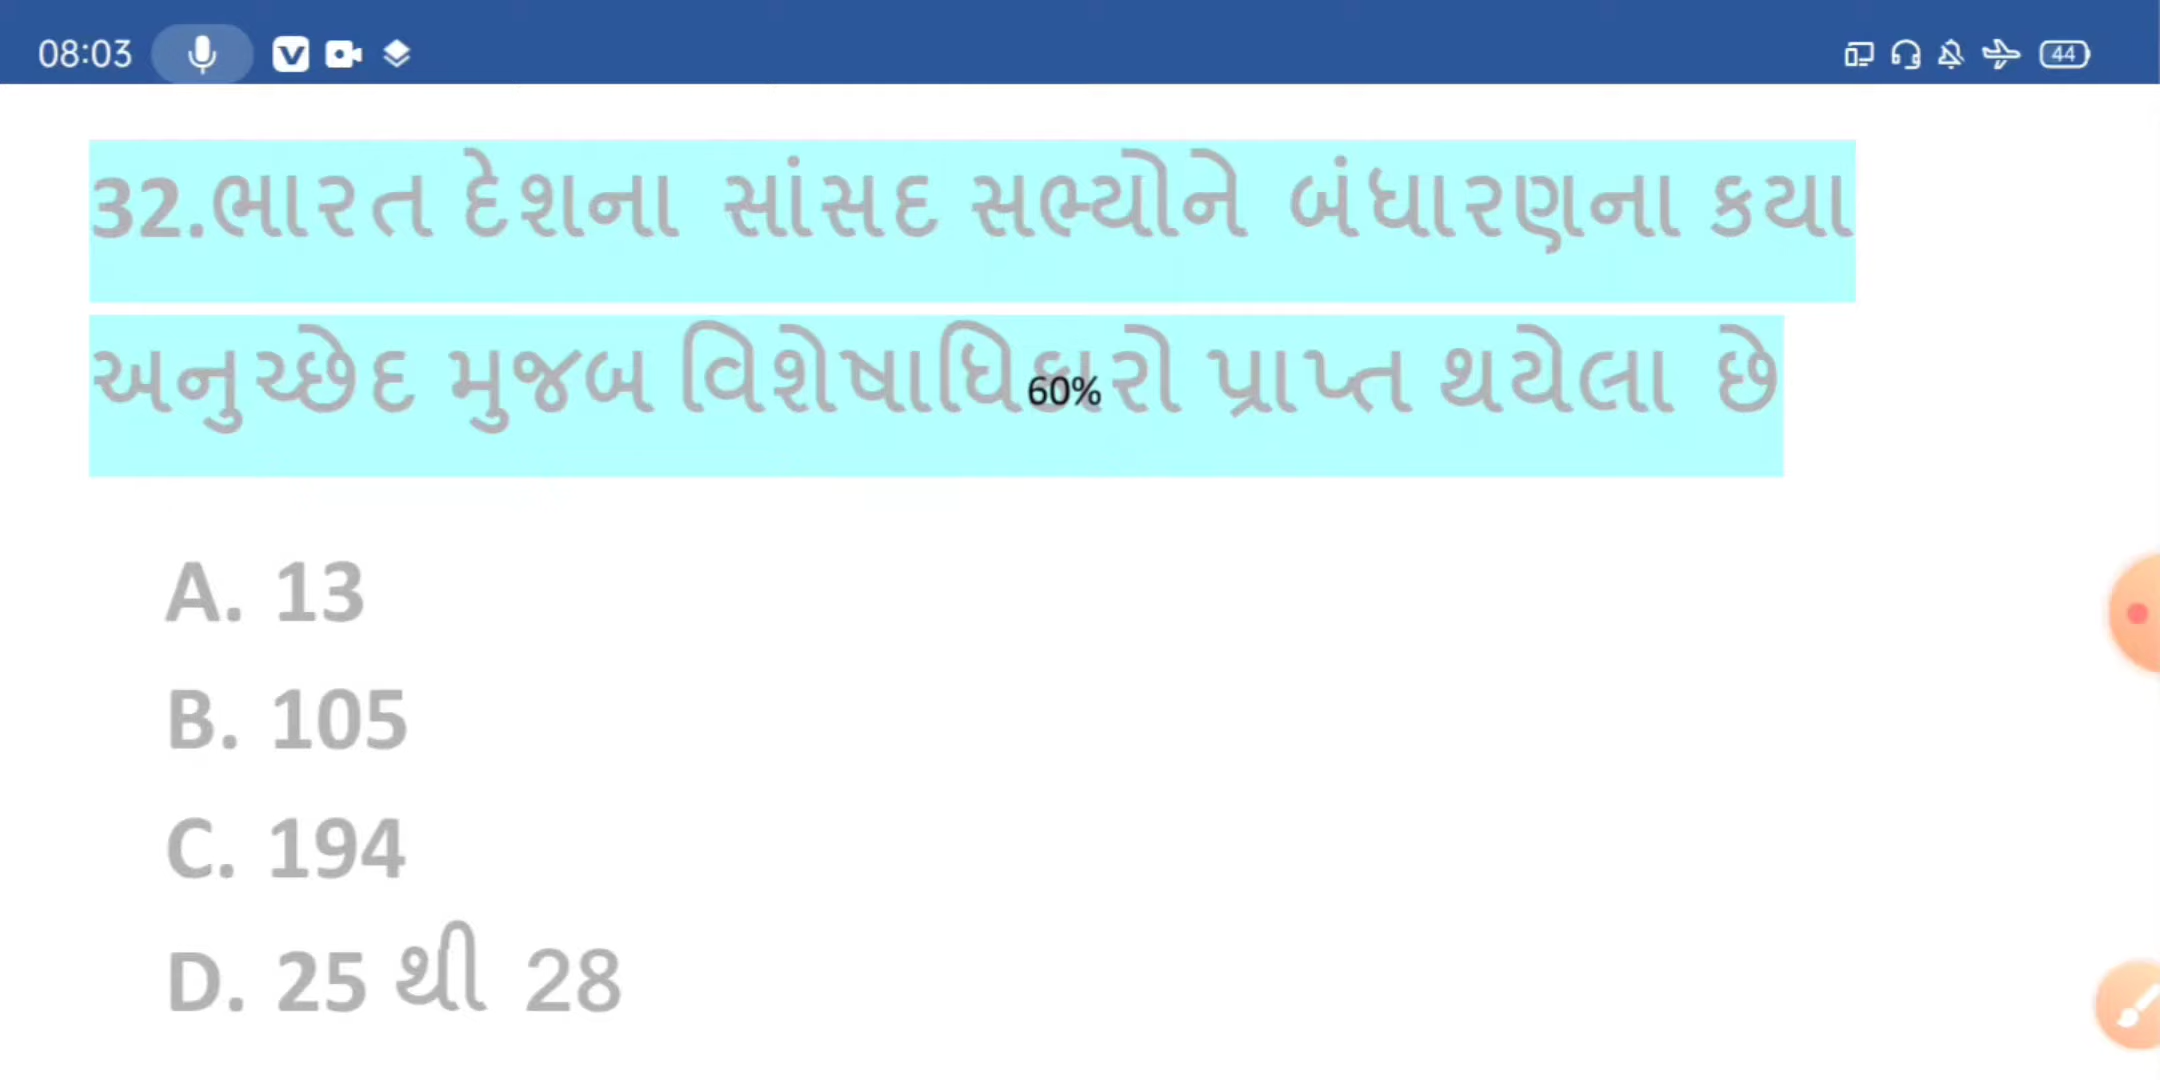 08:03
44
32.ભારત દેશના સાંસદ સભ્યોને બંધારણના કયા
અનુચ્છેદ મુજબ વિશેષાધિકારો પ્રાપ્ત થયેલા છે
60%
A. 13
B. 105
C. 194
D. 25 થી 28